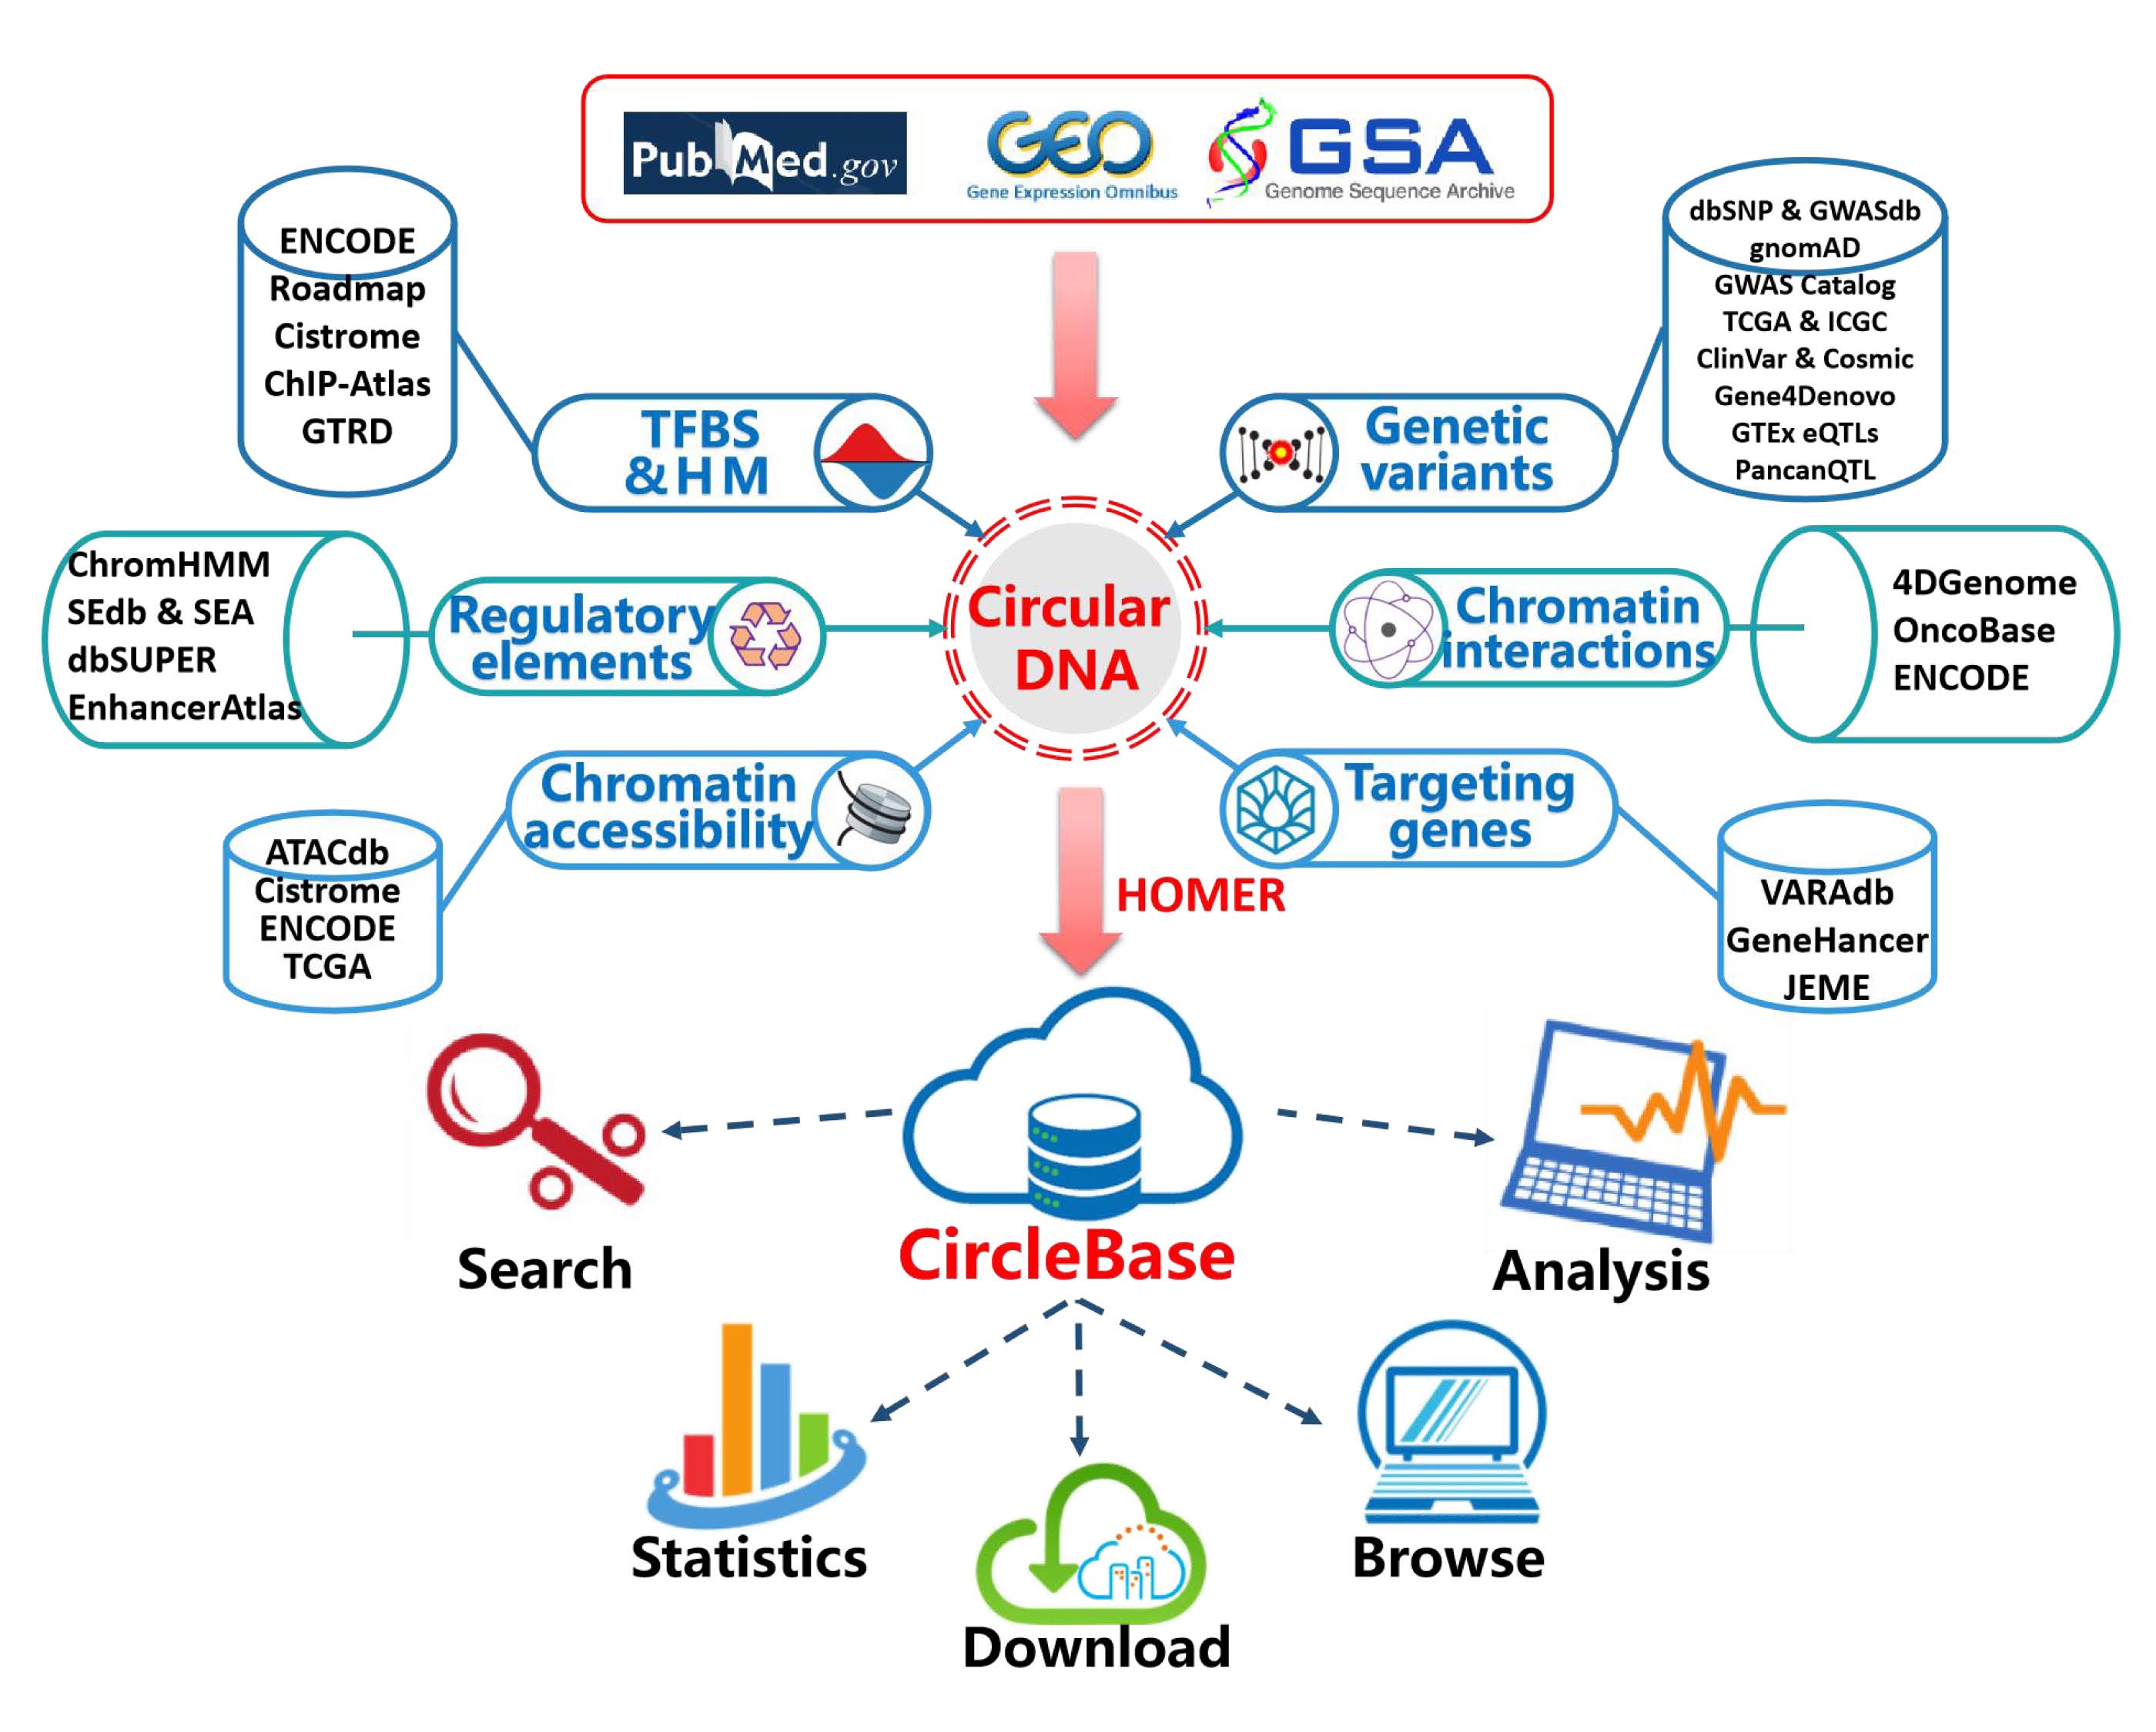 PubMed.gov
GEO
Gene Expression Omnibus
GSA
Genome Sequence Archive
ENCODE
Roadmap
Cistrome
ChIP-Atlas
GTRD
TFBS
& HM
Genetic
variants
dbSNP & GWASdb
gnomAD
GWAS Catalog
TCGA & ICGC
ClinVar & Cosmic
Gene4Denovo
GTEx eQTLs
PancanQTL
ChromHMM
SEdb & SEA
dbSUPER
EnhancerAtlas
Regulatory
elements
Circular
DNA
Chromatin
interactions
4DGenome
OncoBase
ENCODE
ATACdb
Cistrome
ENCODE
TCGA
Chromatin
accessibility
HOMER
Targeting
genes
VARAdb
GeneHancer
JEME
Search
CircleBase
Analysis
Statistics
Download
Browse